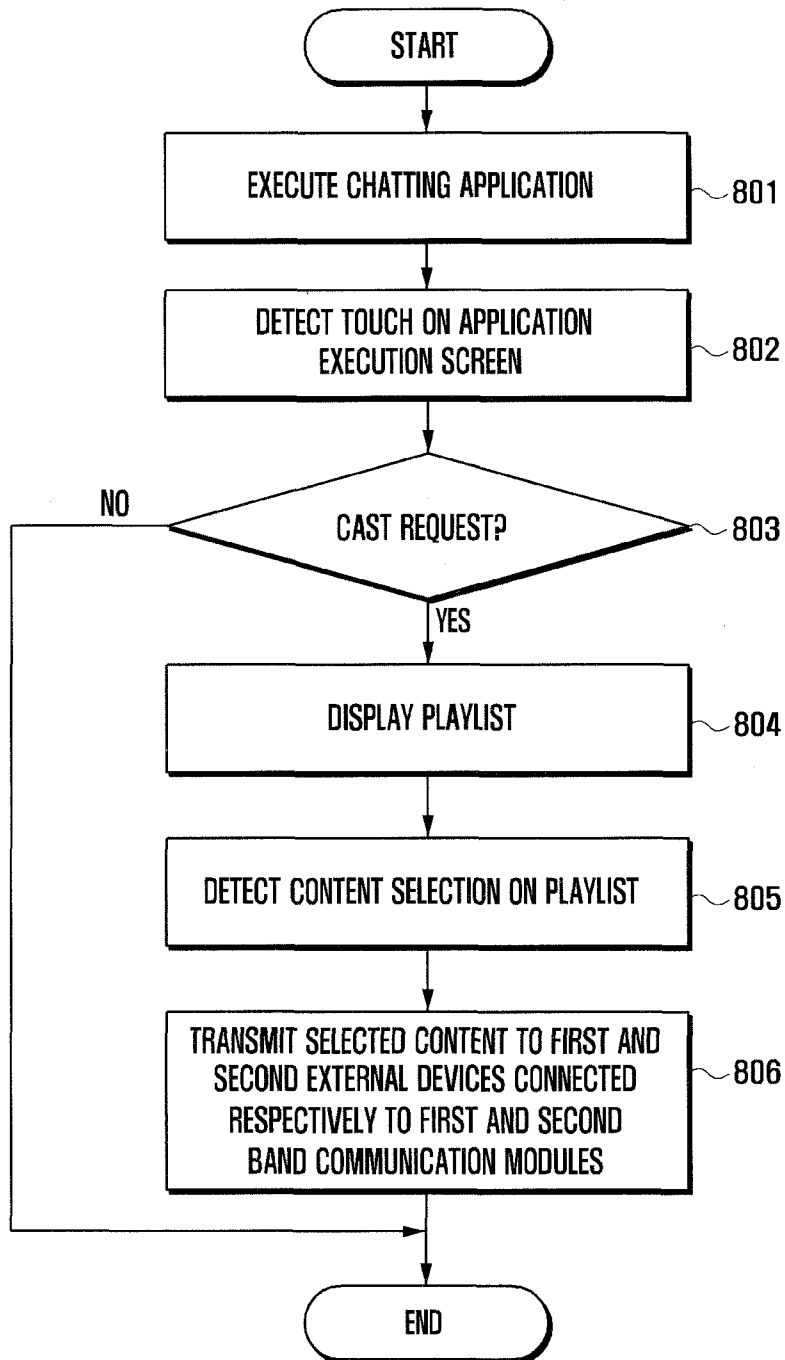 START
EXECUTE CHATTING APPLICATION
801
DETECT TOUCH ON APPLICATION
EXECUTION SCREEN
802
NO
CAST REQUEST?
803
YES
DISPLAY PLAYLIST
804
DETECT CONTENT SELECTION ON PLAYLIST
805
TRANSMIT SELECTED CONTENT TO FIRST AND
SECOND EXTERNAL DEVICES CONNECTED
RESPECTIVELY TO FIRST AND SECOND
BAND COMMUNICATION MODULES
806
END